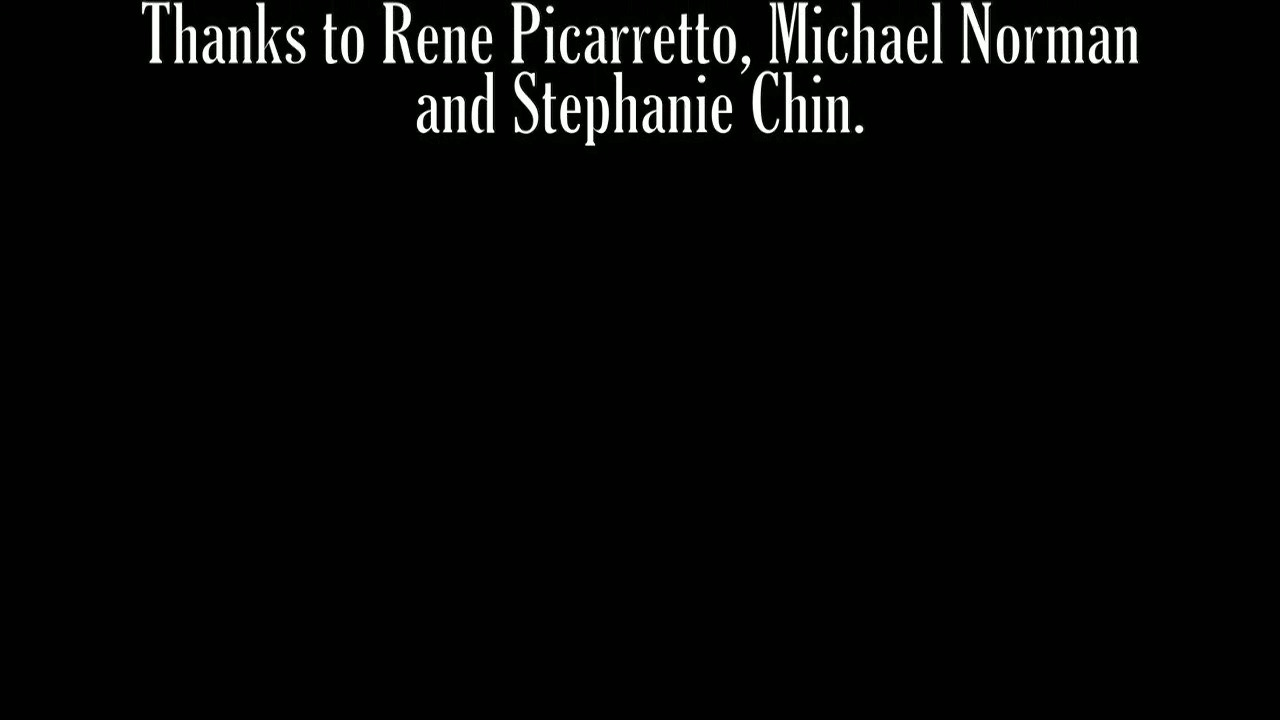 Thanks to Rene Picarretto, Michael Norman
and Stephanie Chin.